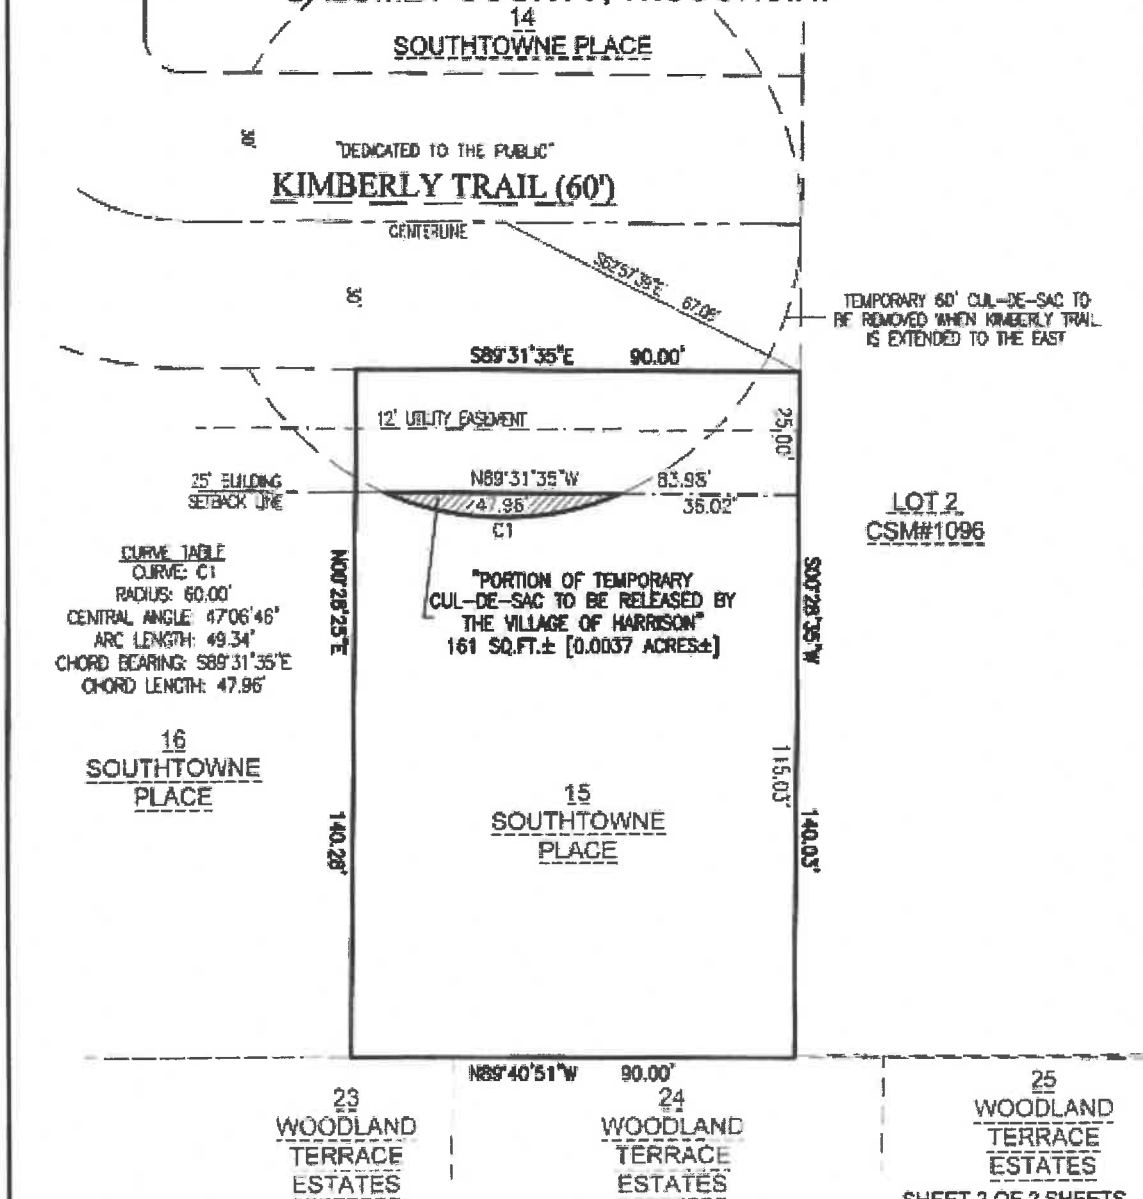 14
SOUTHTOWNE PLACE
30'
"DEDICATED TO THE PUBLIC"
KIMBERLY TRAIL (60')
CENTERLINE
S62°57'39"E 67.08'
30'
TEMPORARY 60' CUL-DE-SAC TO
BE REMOVED WHEN KIMBERLY TRAIL
IS EXTENDED TO THE EAST
S89°31'35"E 90.00'
12' UTILITY EASEMENT
25.00'
25' BUILDING
SETBACK LINE
N89°31'35"W 83.98'
47.96'
36.02'
C1
LOT 2
CSM#1096
CURVE TABLE
CURVE: C1
RADIUS: 60.00'
CENTRAL ANGLE: 47°06'46"
ARC LENGTH: 49.34'
CHORD BEARING: S89°31'35"E
CHORD LENGTH: 47.96'
N00°28'25"E
"PORTION OF TEMPORARY
CUL-DE-SAC TO BE RELEASED BY
THE VILLAGE OF HARRISON"
161 SQ.FT.± [0.0037 ACRES±]
S00°28'35"W
16
SOUTHTOWNE
PLACE
115.03'
15
SOUTHTOWNE
PLACE
140.28'
140.03'
N89°40'51"W 90.00'
23
WOODLAND
TERRACE
ESTATES
24
WOODLAND
TERRACE
ESTATES
25
WOODLAND
TERRACE
ESTATES
SHEET 2 OF 2 SHEETS